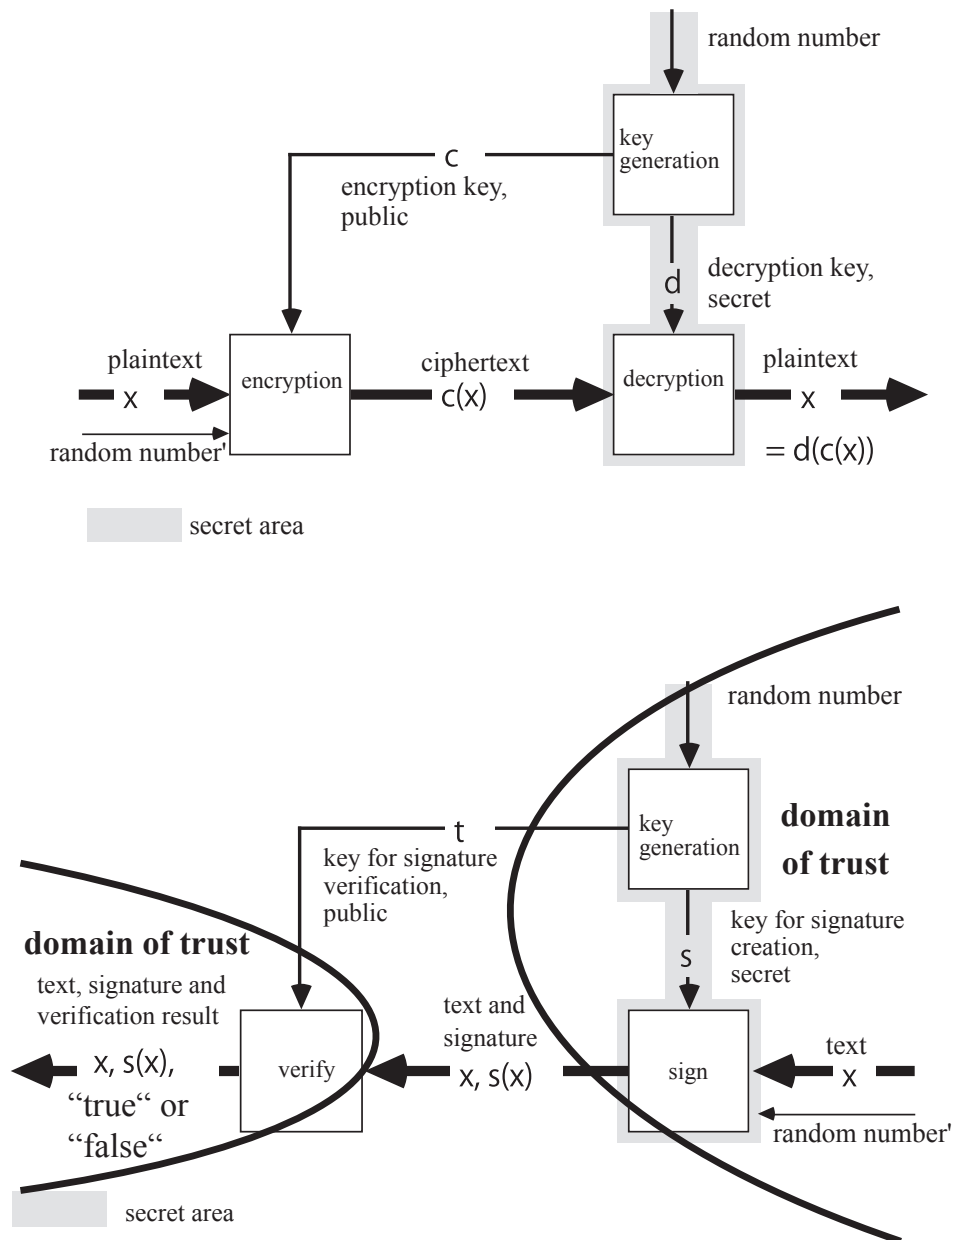 random number
key
generation
c
encryption key,
public
d
decryption key,
secret
plaintext
x
random number'
encryption
ciphertext
c(x)
decryption
plaintext
x
= d(c(x))
secret area
random number
key
generation
domain
of trust
t
key for signature
verification,
public
key for signature
creation,
secret
s
domain of trust
text, signature and
verification result
x, s(x),
“true“ or
“false“
verify
text and
signature
x, s(x)
sign
text
x
random number'
secret area